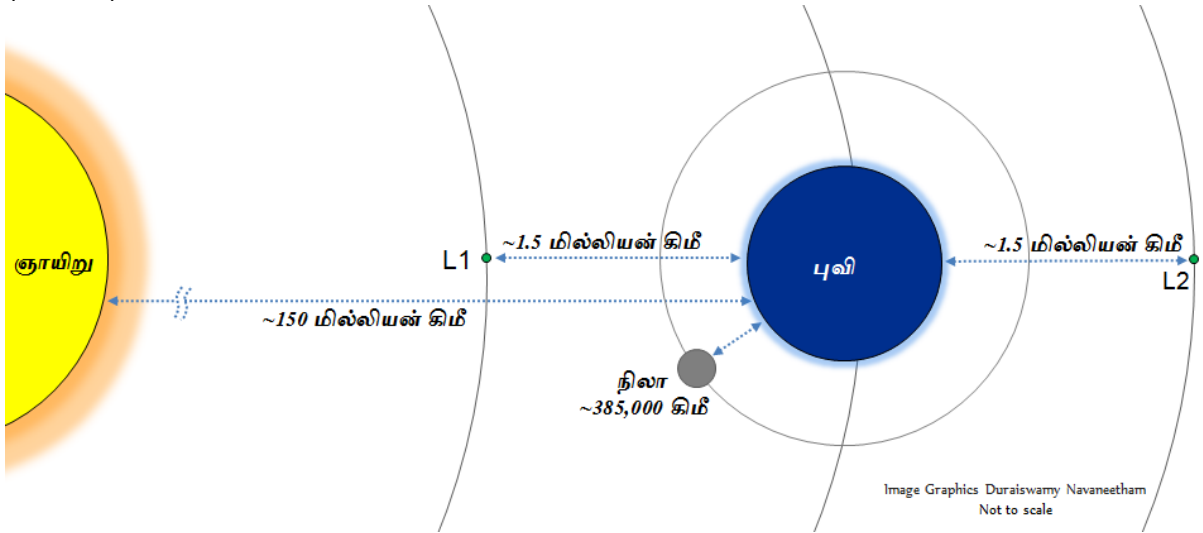 ~1.5 மில்லியன் கிமீ
~1.5 மில்லியன் கிமீ
ஞாயிறு
L1
புவி
L2
~150 மில்லியன் கிமீ
நிலா
~385,000 கிமீ
Image Graphics Duraiswamy Navaneetham
Not to scale